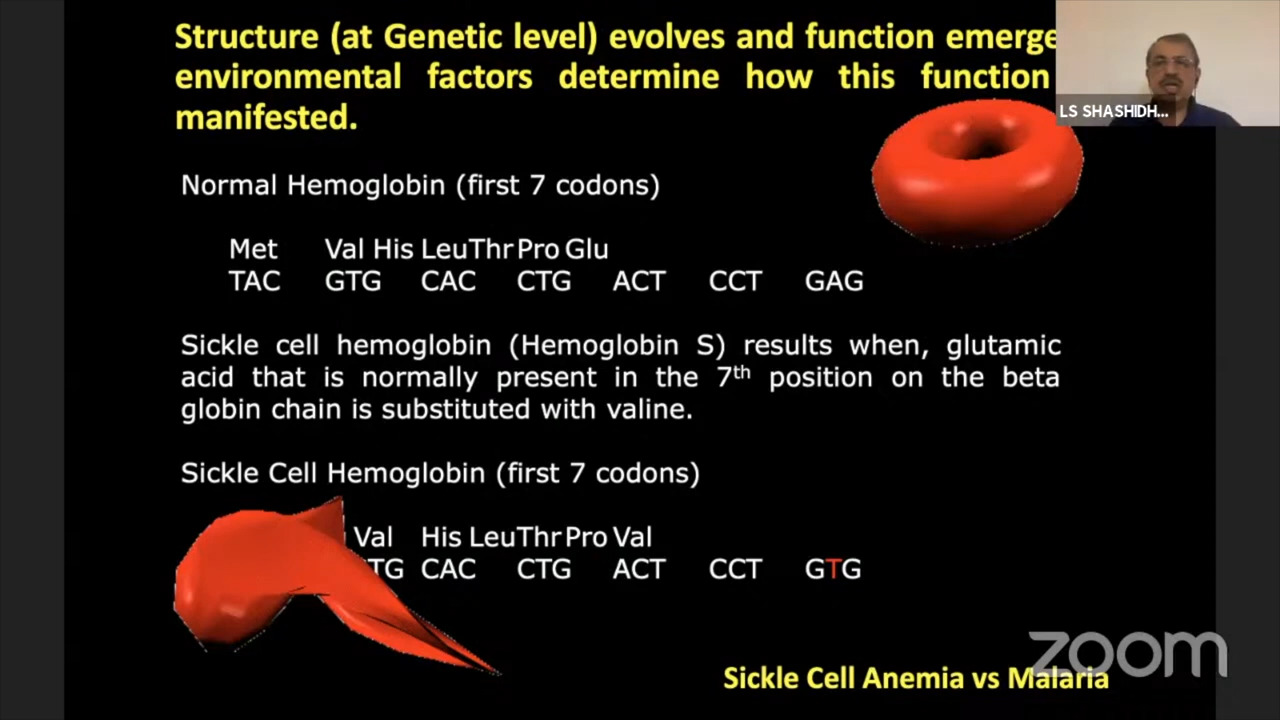 Structure (at Genetic level) evolves and function emerge
environmental factors determine how this function
manifested.
LS SHASHIDH...
Normal Hemoglobin (first 7 codons)
Met Val His LeuThr Pro Glu
TAC GTG CAC CTG ACT CCT GAG
Sickle cell hemoglobin (Hemoglobin S) results when, glutamic
acid that is normally present in the 7th position on the beta
globin chain is substituted with valine.
Sickle Cell Hemoglobin (first 7 codons)
Val His LeuThr Pro Val
TG CAC CTG ACT CCT GTG
zoom
Sickle Cell Anemia vs Malaria